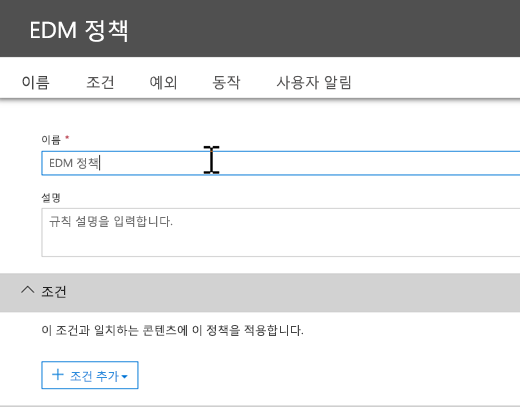 EDM 정책
이름 조건 예외 동작 사용자 알림
이름 *
EDM 정책
설명
규칙 설명을 입력합니다.
조건
이 조건과 일치하는 콘텐츠에 이 정책을 적용합니다.
+ 조건 추가